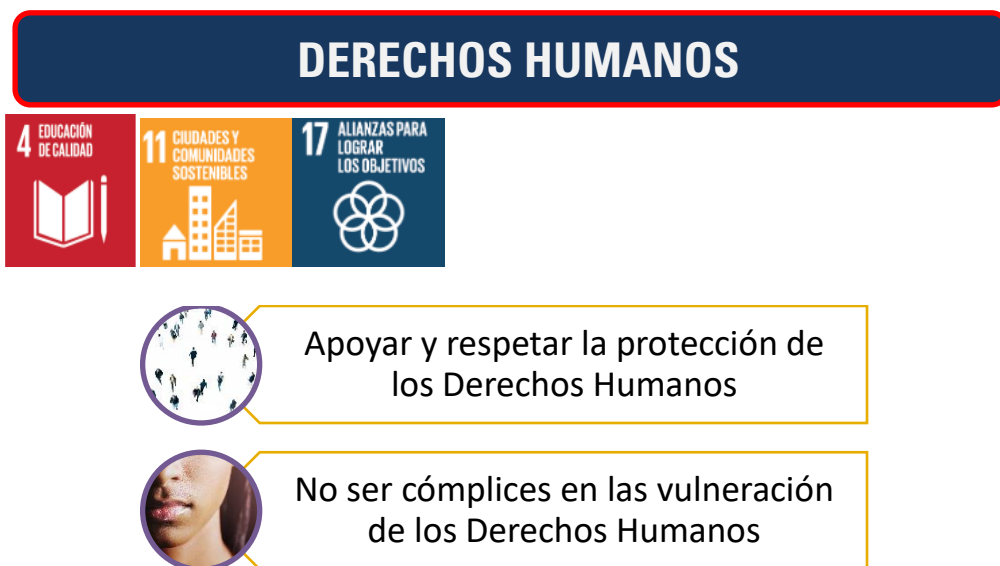 DERECHOS HUMANOS
4 EDUCACIÓN
DE CALIDAD
11 CIUDADES Y
COMUNIDADES
SOSTENIBLES
17 ALIANZAS PARA
LOGRAR
LOS OBJETIVOS
Apoyar y respetar la protección de
los Derechos Humanos
No ser cómplices en las vulneración
de los Derechos Humanos